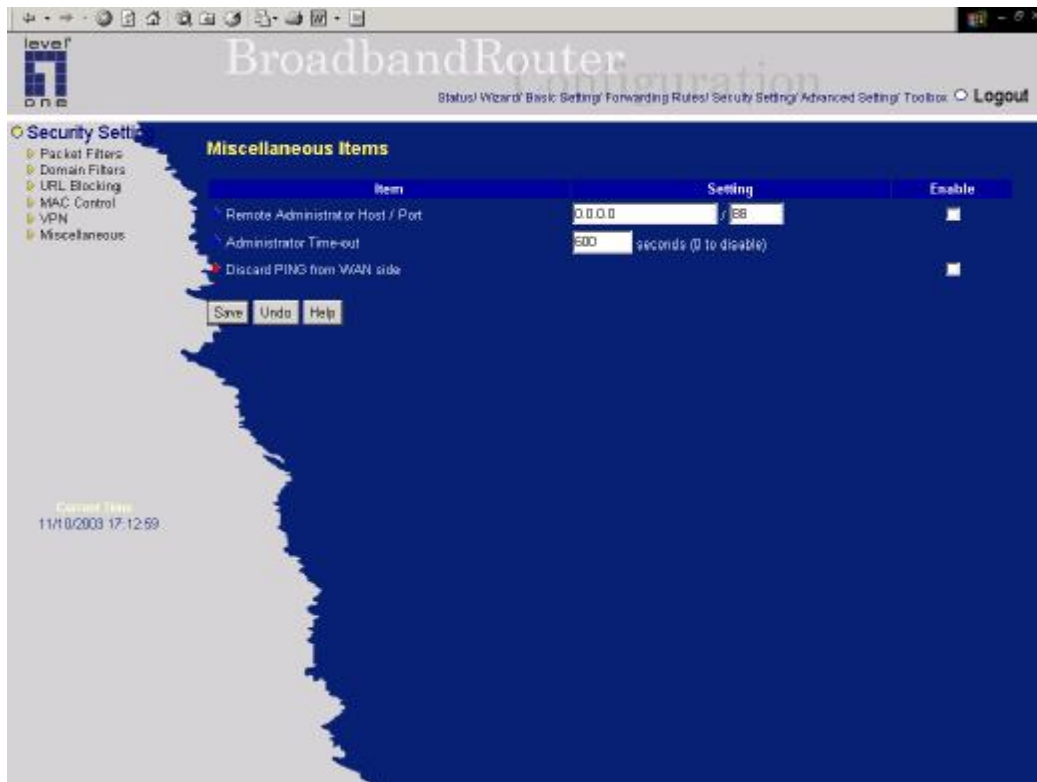 level
one
BroadbandRouter
Configuration
Status/ Wizard/ Basic Setting/ Forwarding Rules/ Security Setting/ Advanced Setting/ Toolbox Logout
Security Setting
Packet Filters
Domain Filters
URL Blocking
MAC Control
VPN
Miscellaneous
Miscellaneous Items
Item Setting Enable
Remote Administrator Host / Port 0.0.0.0 / 88
Administrator Time-out 600 seconds (0 to disable)
Discard PING from WAN side
Save Undo Help
Current Time
11/10/2003 17:12:59